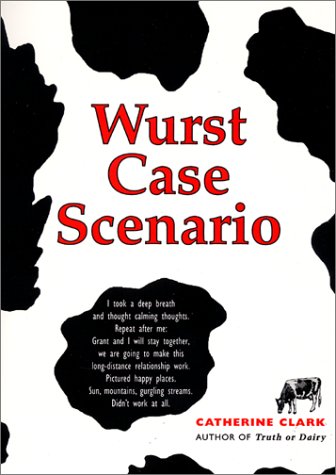 Wurst
Case
Scenario
I took a deep breath
and thought calming thoughts.
Repeat after me:
Grant and I will stay together,
we are going to make this
long-distance relationship work.
Pictured happy places.
Sun, mountains, gurgling streams.
Didn't work at all.
CATHERINE CLARK
AUTHOR OF Truth or Dairy